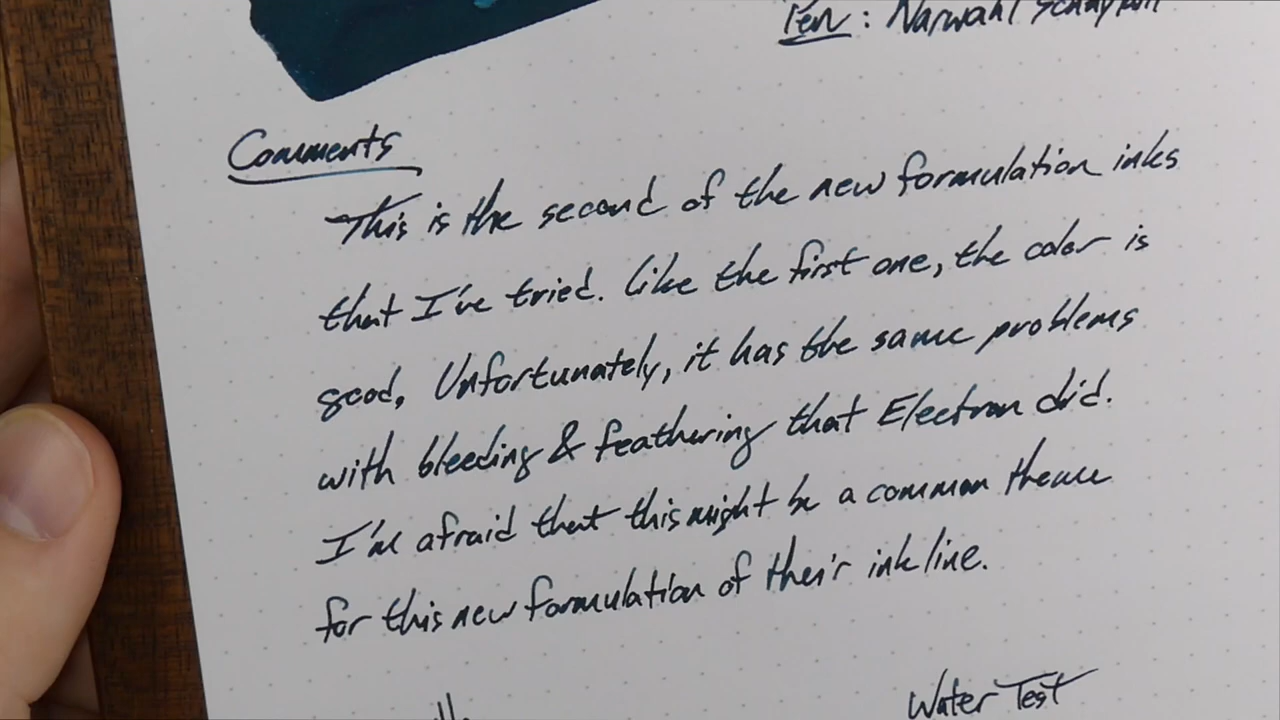 Pen: Narwahl Schuylkill
Comments
This is the second of the new formulation inks
that I've tried. Like the first one, the color is
good. Unfortunately, it has the same problems
with bleeding & feathering that Electron did.
I'm afraid that this might be a common theme
for this new formulation of their ink line.
Water Test